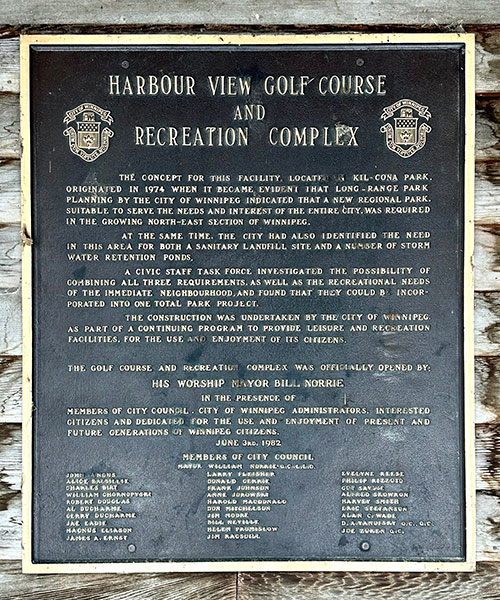 HARBOUR VIEW GOLF COURSE
AND
RECREATION COMPLEX
THE CONCEPT FOR THIS FACILITY, LOCATED IN KIL-CONA PARK,
ORIGINATED IN 1974 WHEN IT BECAME EVIDENT THAT LONG-RANGE PARK
PLANNING BY THE CITY OF WINNIPEG INDICATED THAT A NEW REGIONAL PARK,
SUITABLE TO SERVE THE NEEDS AND INTEREST OF THE ENTIRE CITY, WAS REQUIRED
IN THE GROWING NORTH-EAST SECTION OF WINNIPEG.
AT THE SAME TIME, THE CITY HAD ALSO IDENTIFIED THE NEED
IN THIS AREA FOR BOTH A SANITARY LANDFILL SITE AND A NUMBER OF STORM
WATER RETENTION PONDS.
A CIVIC STAFF TASK FORCE INVESTIGATED THE POSSIBILITY OF
COMBINING ALL THREE REQUIREMENTS, AS WELL AS THE RECREATIONAL NEEDS
OF THE IMMEDIATE NEIGHBOURHOOD, AND FOUND THAT THEY COULD BE INCOR-
PORATED INTO ONE TOTAL PARK PROJECT.
THE CONSTRUCTION WAS UNDERTAKEN BY THE CITY OF WINNIPEG,
AS PART OF A CONTINUING PROGRAM TO PROVIDE LEISURE AND RECREATION
FACILITIES, FOR THE USE AND ENJOYMENT OF ITS CITIZENS.
THE GOLF COURSE AND RECREATION COMPLEX WAS OFFICIALLY OPENED BY:
HIS WORSHIP MAYOR BILL NORRIE
IN THE PRESENCE OF
MEMBERS OF CITY COUNCIL, CITY OF WINNIPEG ADMINISTRATORS, INTERESTED
CITIZENS AND DEDICATED FOR THE USE AND ENJOYMENT OF PRESENT AND
FUTURE GENERATIONS OF WINNIPEG CITIZENS.
JUNE 3RD, 1982
MEMBERS OF CITY COUNCIL
MAYOR WILLIAM NORRIE Q.C. L.L.D.
JOHN ANGUS
ALICE BALSILLIE
CHARLES BIRT
WILLIAM CHORNOPYSKI
ROBERT DOUGLAS
AL DUCHARME
GERRY DUCHARME
JAE EADIE
MAGNUS ELIASON
JAMES A. ERNST
LARRY FLEISHER
DONALD GERRIE
FRANK JOHNSON
ANNE JOROWSKI
HAROLD MACDONALD
DON MITCHELSON
JIM MOORE
BILL NEVILLE
HELEN PROMISLOW
JIM RAGSDILL
EVELYNE REESE
PHILIP RIZZUTO
GUY SAVOIE
ALFRED SKOWRON
HARVEY SMITH
ERIC STEFANSON
ALAN C. WADE
D. A. YANOFSKY Q.C.
JOE ZUKEN Q.C.